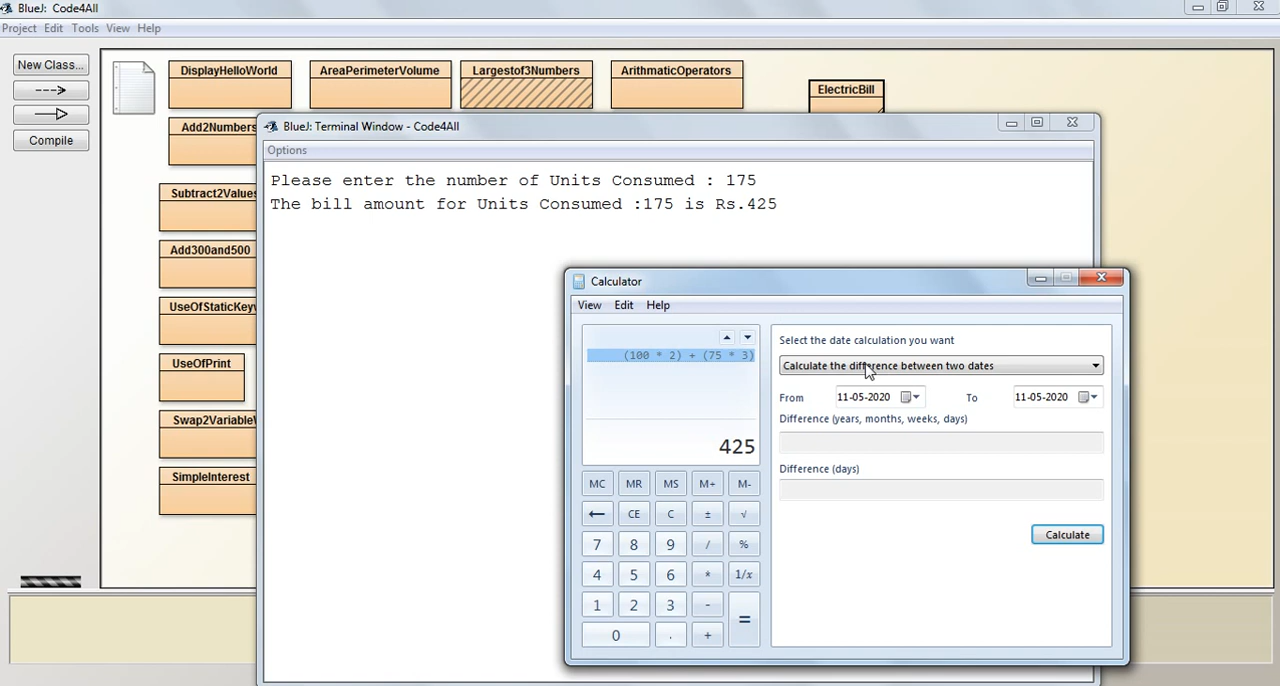 BlueJ: Code4All
Project Edit Tools View Help
New Class...
Compile
DisplayHelloWorld
AreaPerimeterVolume
Largestof3Numbers
ArithmaticOperators
ElectricBill
Add2Numbers
Subtract2Values
Add300and500
UseOfStaticKeyw
UseOfPrint
Swap2VariableV
SimpleInterest
BlueJ: Terminal Window - Code4All
Options
Please enter the number of Units Consumed : 175
The bill amount for Units Consumed :175 is Rs.425
Calculator
View Edit Help
(100 * 2) + (75 * 3)
425
MC MR MS M+ M-
← CE C ± √
7 8 9 / %
4 5 6 * 1/x
1 2 3 - =
0 . +
Select the date calculation you want
Calculate the difference between two dates
From 11-05-2020 To 11-05-2020
Difference (years, months, weeks, days)
Difference (days)
Calculate